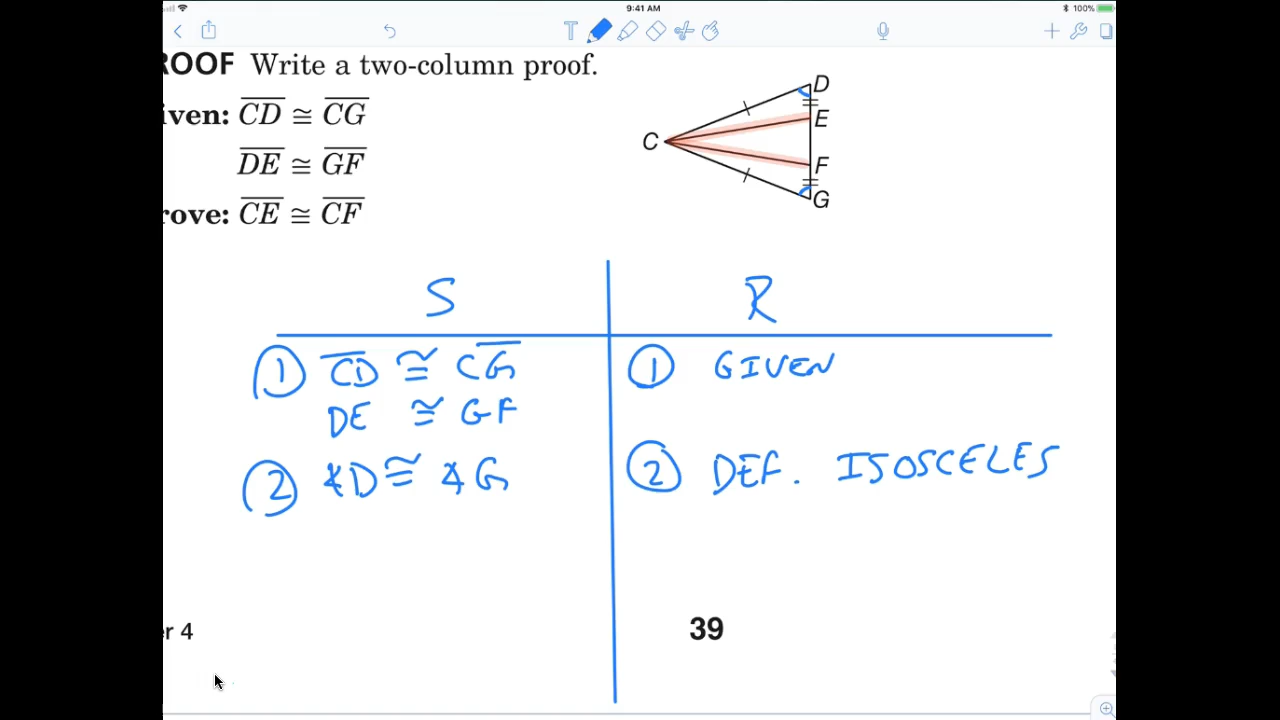 9:41 AM
100%
T
ROOF Write a two-column proof.
iven: CD ≅ CG
DE ≅ GF
rove: CE ≅ CF
D
E
C
F
G
S R
① CD ≅ CG ① GIVEN
DE ≅ GF
② ∡D ≅ ∡G ② DEF. ISOSCELES
39
er 4